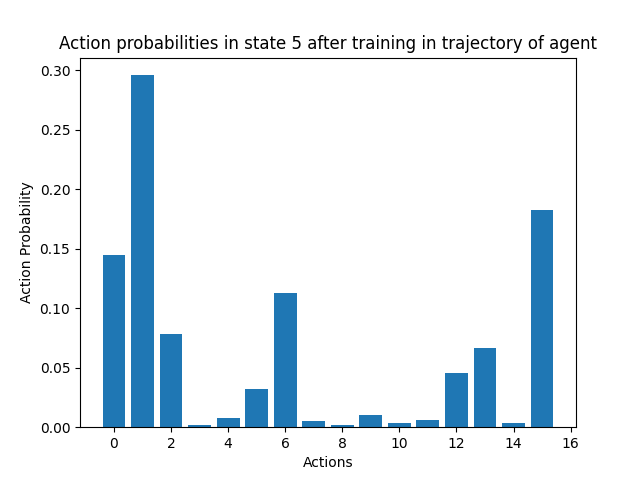 Action probabilities in state 5 after training in trajectory of agent
0.30
0.25
0.20
0.15
0.10
0.05
0.00
0 2 4 6 8 10 12 14 16
Action Probability
Actions